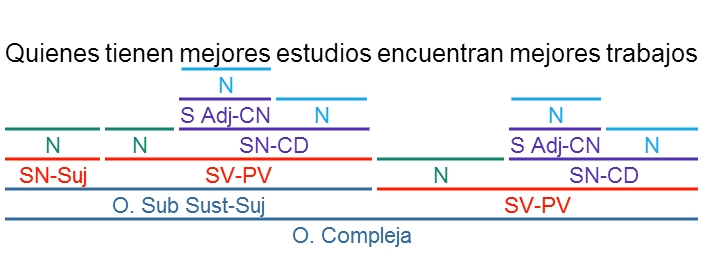 Quienes tienen mejores estudios encuentran mejores trabajos
N N
S Adj-CN N S Adj-CN N
N N SN-CD N SN-CD
SN-Suj SV-PV
O. Sub Sust-Suj SV-PV
O. Compleja